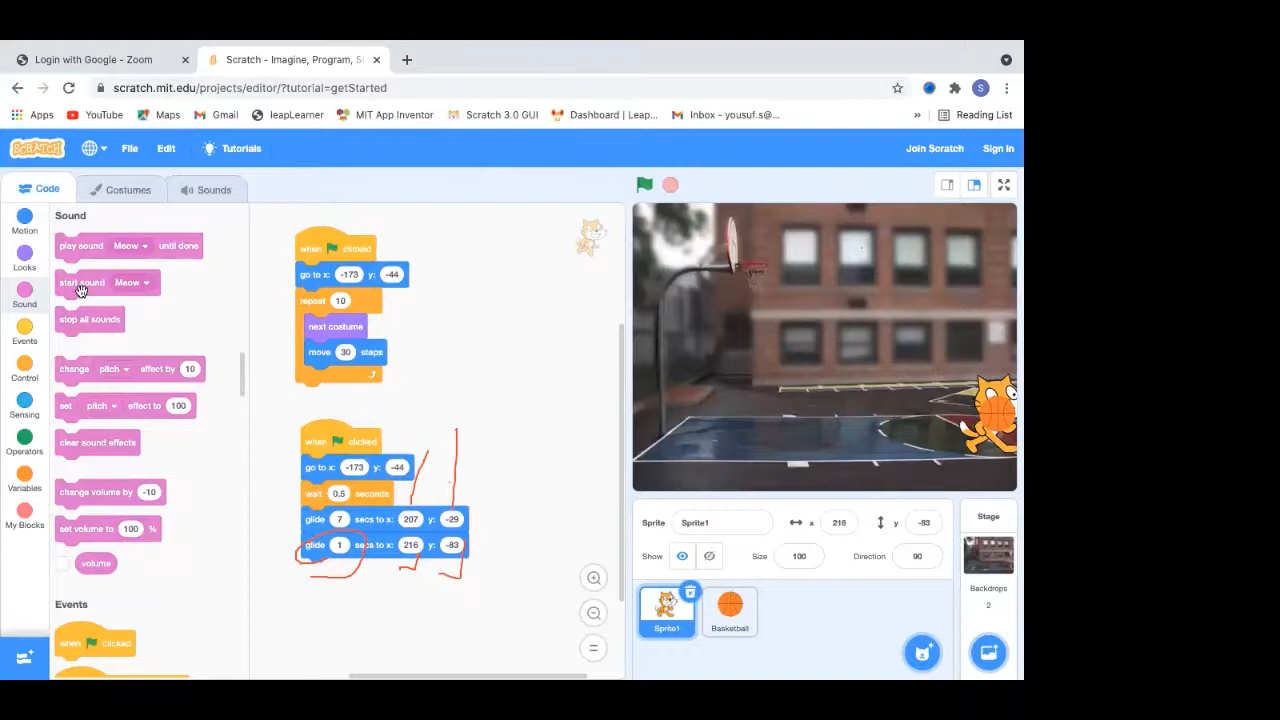 Login with Google - Zoom
Scratch - Imagine, Program, S
scratch.mit.edu/projects/editor/?tutorial=getStarted
Apps YouTube Maps Gmail leapLearner MIT App Inventor Scratch 3.0 GUI Dashboard | Leap... Inbox - yousuf.s@... » Reading List
SCRATCH File Edit Tutorials Join Scratch Sign in
Code Costumes Sounds
Motion
Looks
Sound
Events
Control
Sensing
Operators
Variables
My Blocks
Sound
play sound Meow until done
start sound Meow
stop all sounds
change pitch effect by 10
set pitch effect to 100
clear sound effects
change volume by -10
set volume to 100 %
volume
Events
when clicked
when clicked
go to x: -173 y: -44
repeat 10
next costume
move 30 steps
when clicked
go to x: -173 y: -44
wait 0.5 seconds
glide 7 secs to x: 207 y: -29
glide 1 secs to x: 216 y: -83
Sprite Sprite1 x 216 y -83
Show Size 100 Direction 90
Sprite1
Basketball
Stage
Backdrops
2